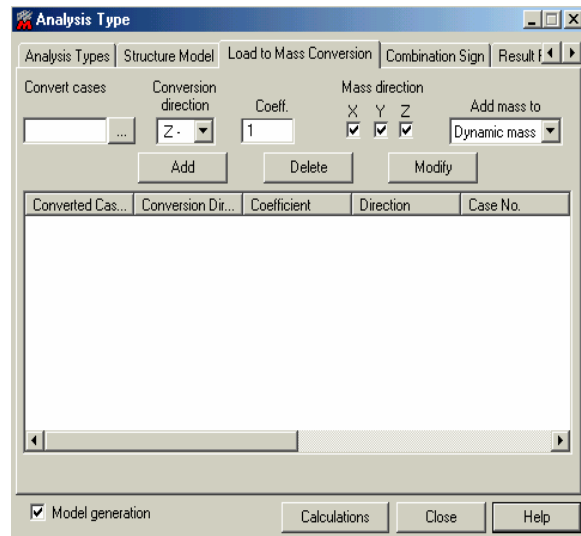 Analysis Type
Analysis Types Structure Model Load to Mass Conversion Combination Sign Result F
Convert cases Conversion direction Coeff. Mass direction X Y Z Add mass to
... Z - 1 Dynamic mass
Add Delete Modify
Converted Cas... Conversion Dir... Coefficient Direction Case No.
Model generation Calculations Close Help